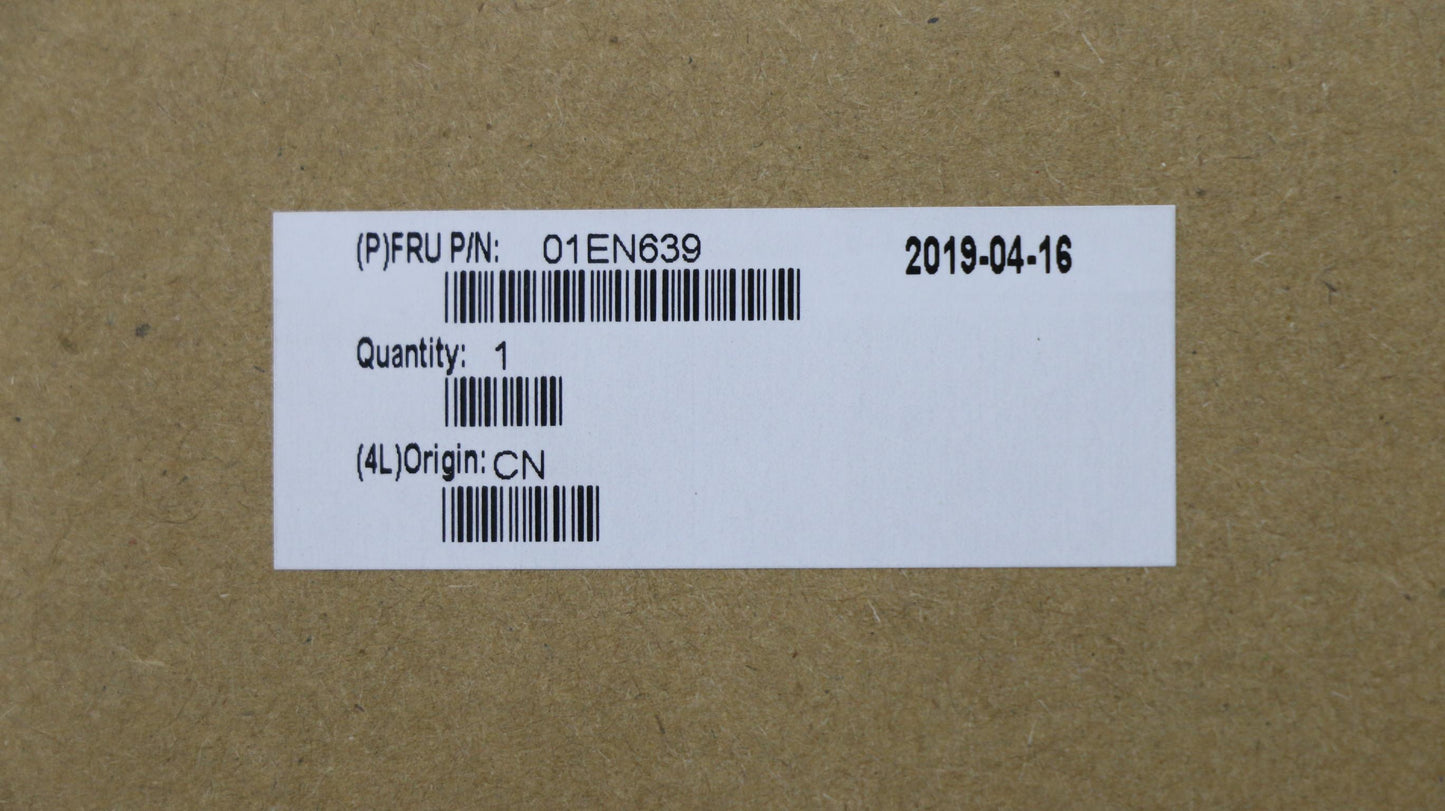 (P)FRU P/N: 01EN639 2019-04-16
Quantity: 1
(4L)Origin: CN